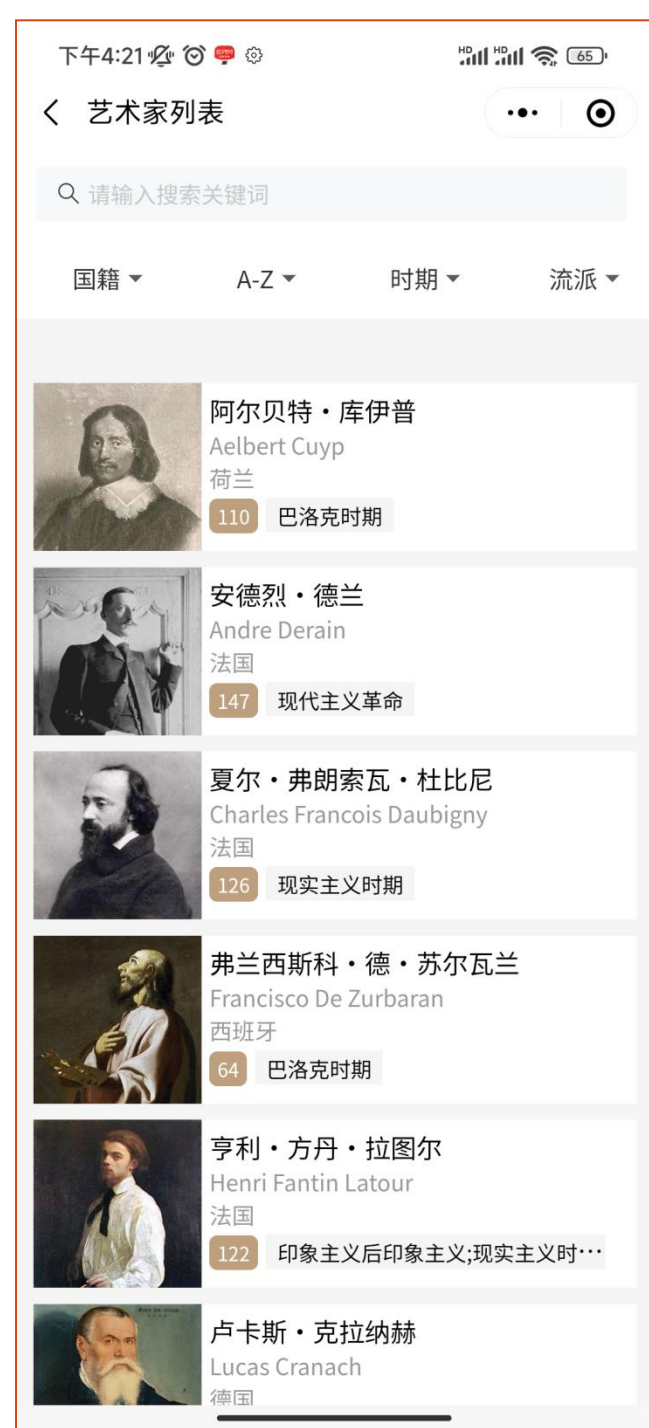 下午4:21
HD HD 65
艺术家列表
请输入搜索关键词
国籍 A-Z 时期 流派
阿尔贝特・库伊普
Aelbert Cuyp
荷兰
110 巴洛克时期
安德烈・德兰
Andre Derain
法国
147 现代主义革命
夏尔・弗朗索瓦・杜比尼
Charles Francois Daubigny
法国
126 现实主义时期
弗兰西斯科・德・苏尔瓦兰
Francisco De Zurbaran
西班牙
64 巴洛克时期
亨利・方丹・拉图尔
Henri Fantin Latour
法国
122 印象主义后印象主义;现实主义时···
卢卡斯・克拉纳赫
Lucas Cranach
德国